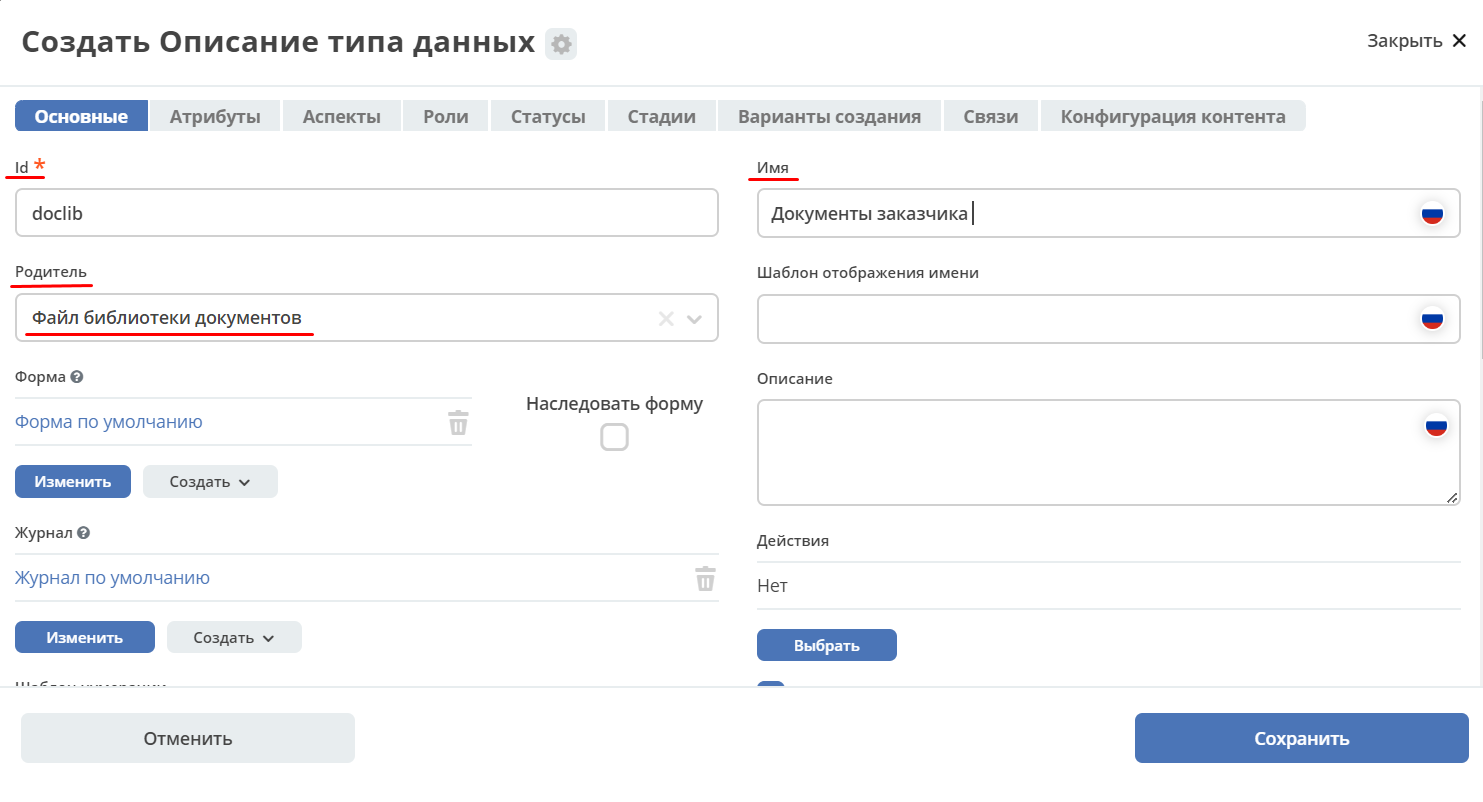 Создать Описание типа данных
Закрыть
Основные Атрибуты Аспекты Роли Статусы Стадии Варианты создания Связи Конфигурация контента
Id *
doclib
Имя
Документы заказчика
Родитель
Файл библиотеки документов
Шаблон отображения имени
Форма
Форма по умолчанию
Наследовать форму
Изменить Создать
Описание
Журнал
Журнал по умолчанию
Изменить Создать
Действия
Нет
Выбрать
Отменить
Сохранить